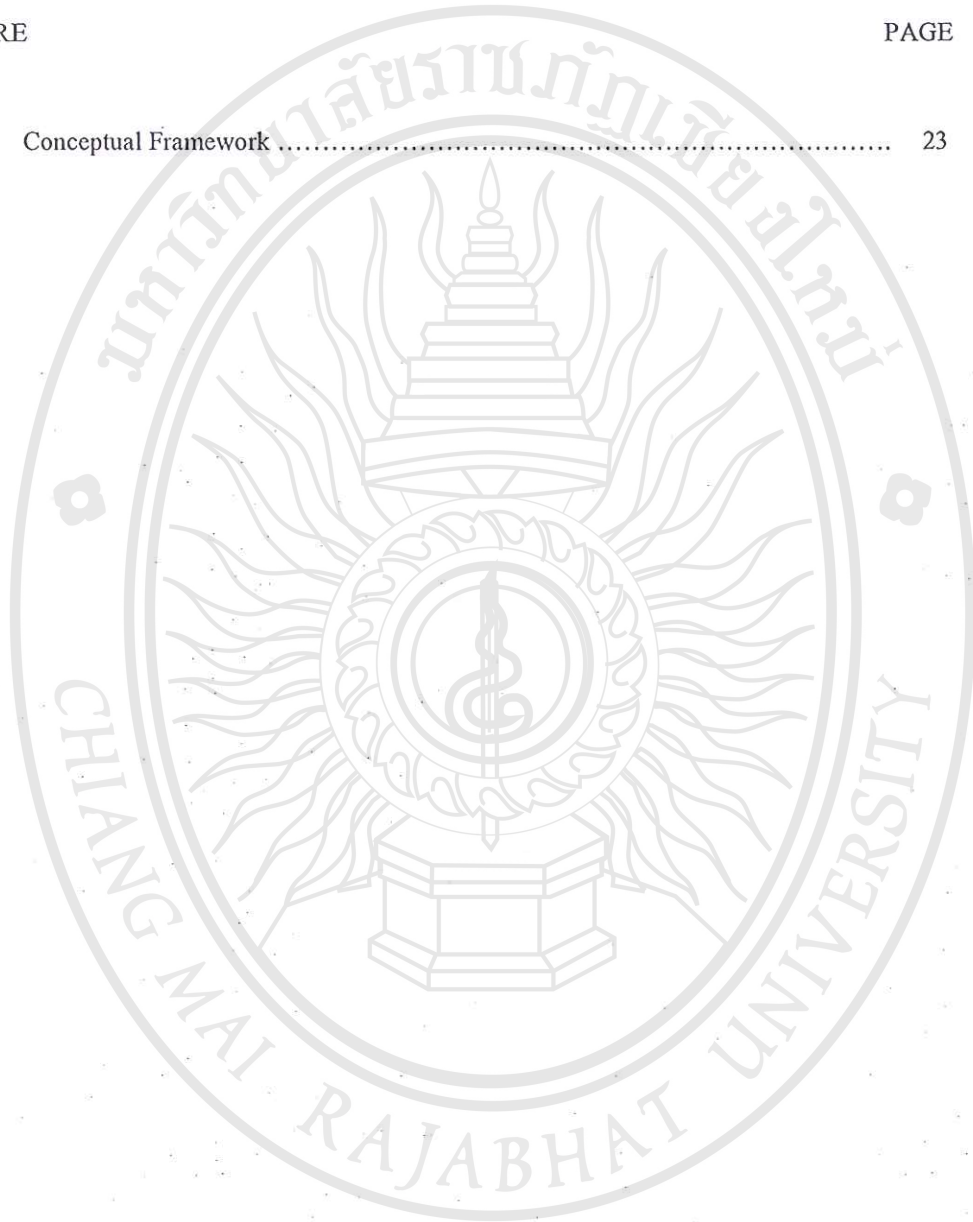 RE PAGE
Conceptual Framework ........................................................................ 23
มหาวิทยาลัยราชภัฏเชียงใหม่
CHIANG MAI RAJABHAT UNIVERSITY